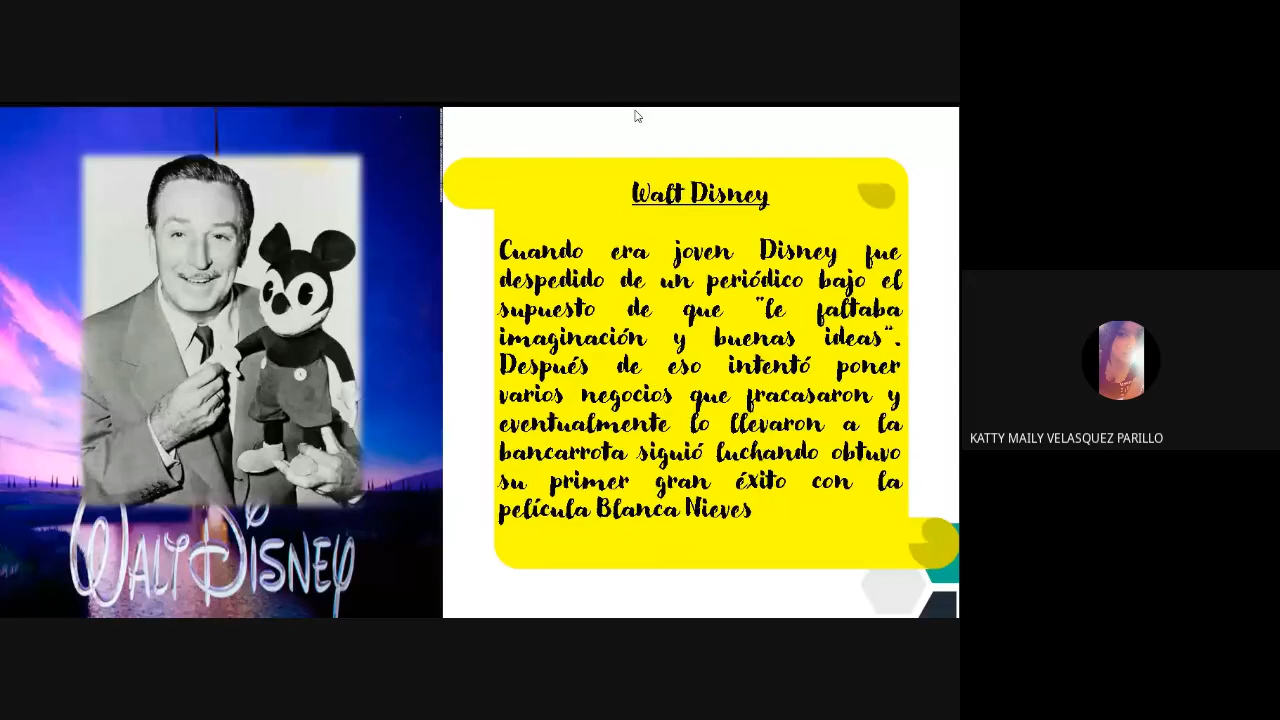 Walt Disney
Cuando era joven Disney fue
despedido de un periódico bajo el
supuesto de que "le faltaba
imaginación y buenas ideas".
Después de eso intentó poner
varios negocios que fracasaron y
eventualmente lo llevaron a la
bancarrota siguió luchando obtuvo
su primer gran éxito con la
película Blanca Nieves
WALT DISNEY
KATTY MAILY VELASQUEZ PARILLO